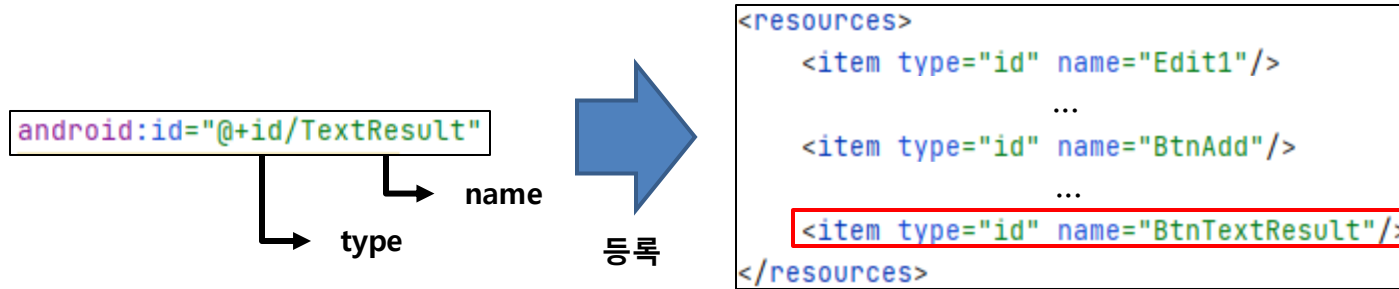 android:id="@+id/TextResult"
name
type
등록
<resources>
<item type="id" name="Edit1"/>
...
<item type="id" name="BtnAdd"/>
...
<item type="id" name="BtnTextResult"/>
</resources>